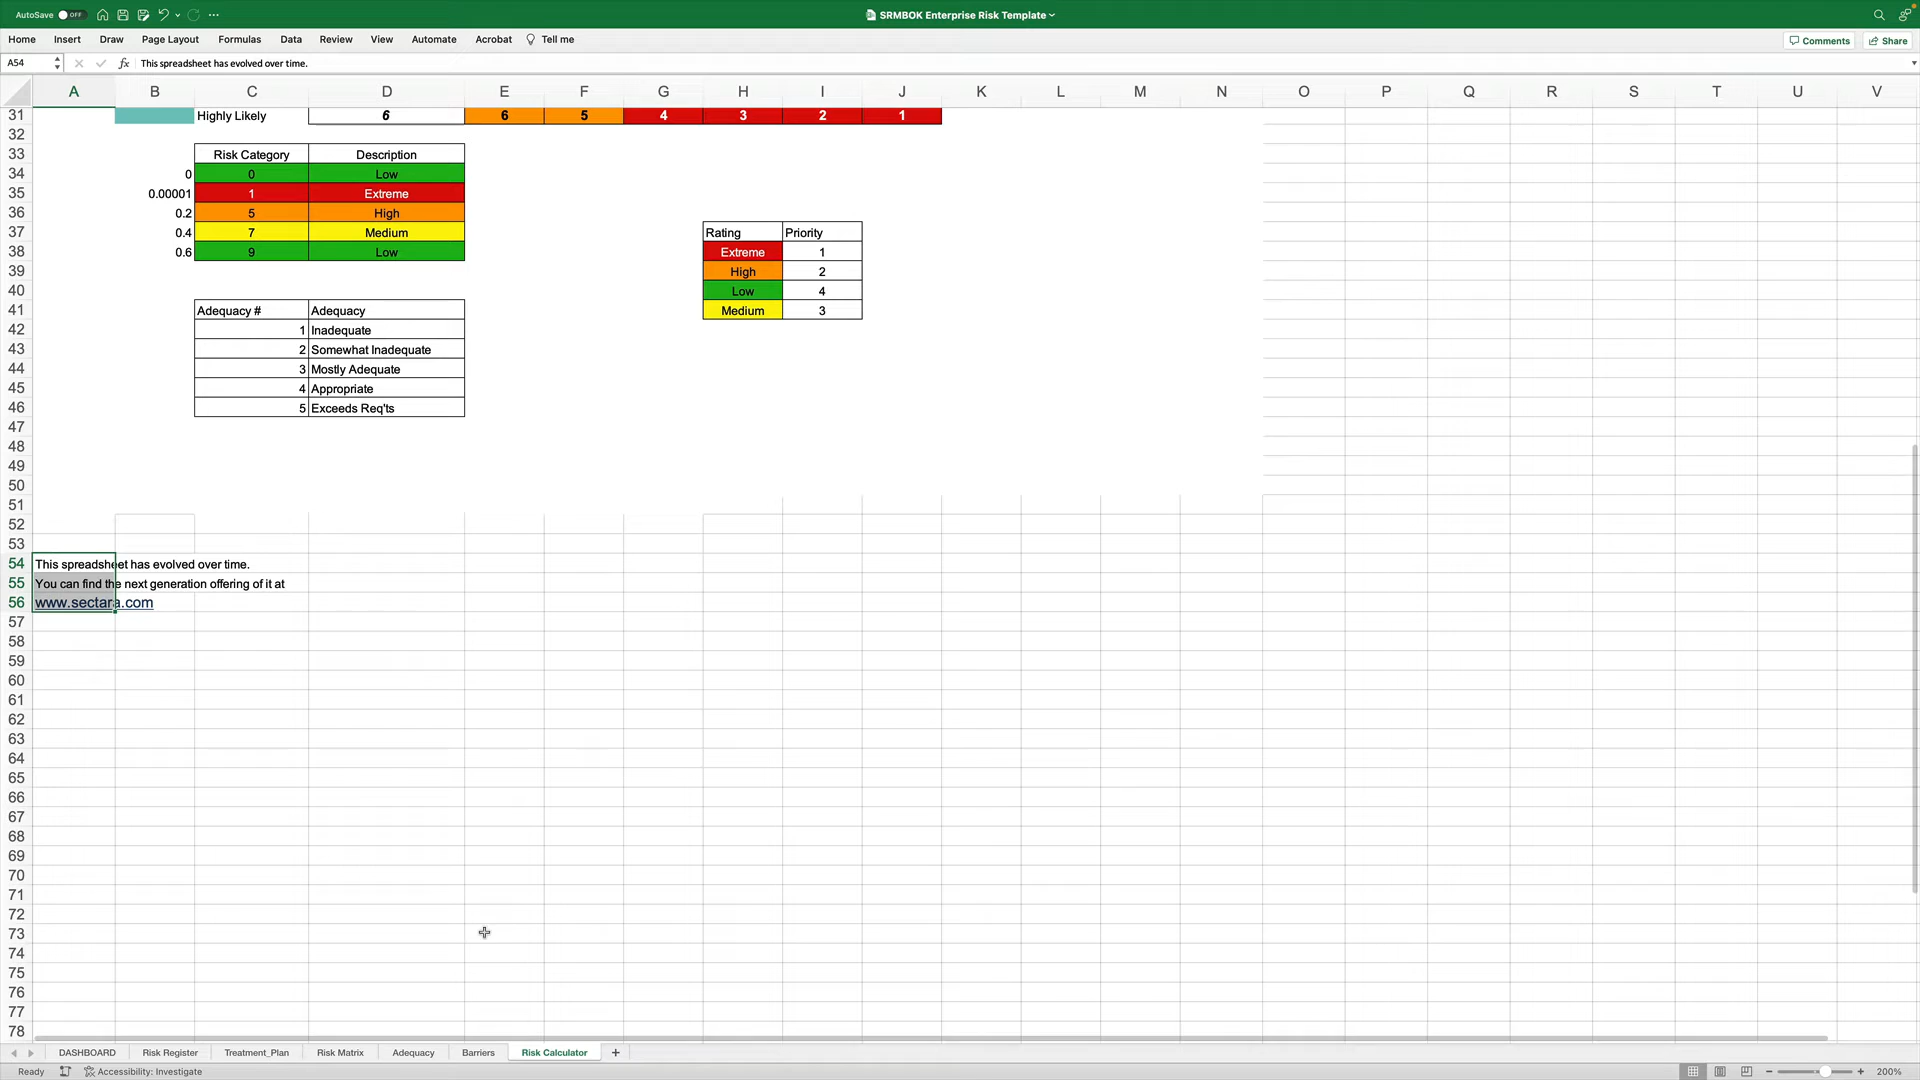 AutoSave OFF
SRMBOK Enterprise Risk Template
Home Insert Draw Page Layout Formulas Data Review View Automate Acrobat Tell me
Comments Share
A54 fx This spreadsheet has evolved over time.
A B C D E F G H I J K L M N O P Q R S T U V
31 Highly Likely 6 6 5 4 3 2 1
32
33 Risk Category Description
34 0 0 Low
35 0.00001 1 Extreme
36 0.2 5 High
37 0.4 7 Medium Rating Priority
38 0.6 9 Low Extreme 1
39 High 2
40 Low 4
41 Adequacy # Adequacy Medium 3
42 1 Inadequate
43 2 Somewhat Inadequate
44 3 Mostly Adequate
45 4 Appropriate
46 5 Exceeds Req'ts
47
48
49
50
51
52
53
54 This spreadsheet has evolved over time.
55 You can find the next generation offering of it at
56 www.sectara.com
57
58
59
60
61
62
63
64
65
66
67
68
69
70
71
72
73
74
75
76
77
78
DASHBOARD Risk Register Treatment_Plan Risk Matrix Adequacy Barriers Risk Calculator +
Ready Accessibility: Investigate 200%